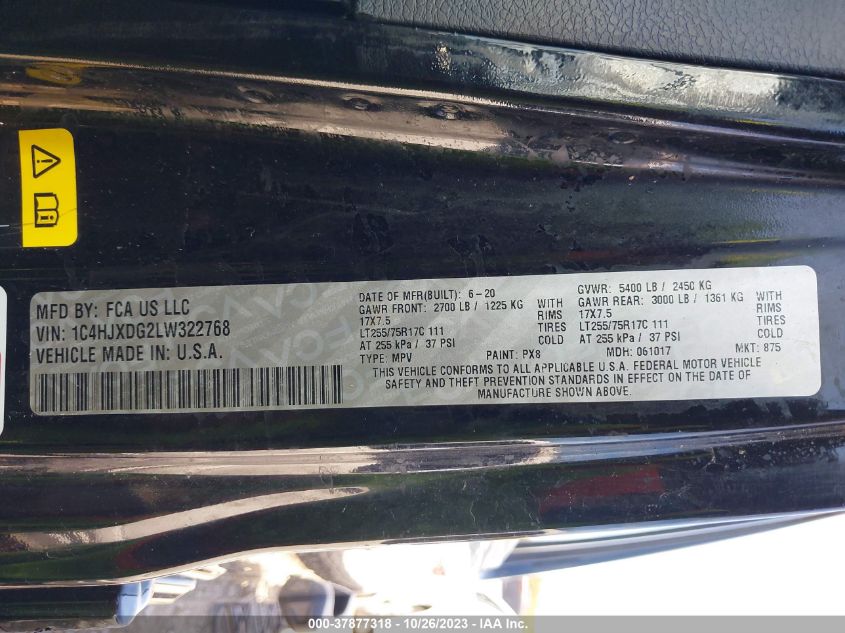 MFD BY: FCA US LLC
VIN: 1C4HJXDG2LW322768
VEHICLE MADE IN: U.S.A.
DATE OF MFR(BUILT): 6-20
GAWR FRONT: 2700 LB / 1225 KG WITH
17X7.5 RIMS
LT255/75R17C 111 TIRES
AT 255 kPa / 37 PSI COLD
TYPE: MPV PAINT: PX8
GVWR: 5400 LB / 2450 KG
GAWR REAR: 3000 LB / 1361 KG WITH
17X7.5 RIMS
LT255/75R17C 111 TIRES
AT 255 kPa / 37 PSI COLD
MDH: 061017 MKT: 875
THIS VEHICLE CONFORMS TO ALL APPLICABLE U.S.A. FEDERAL MOTOR VEHICLE
SAFETY AND THEFT PREVENTION STANDARDS IN EFFECT ON THE DATE OF
MANUFACTURE SHOWN ABOVE.
000-37877318 - 10/26/2023 - IAA Inc.